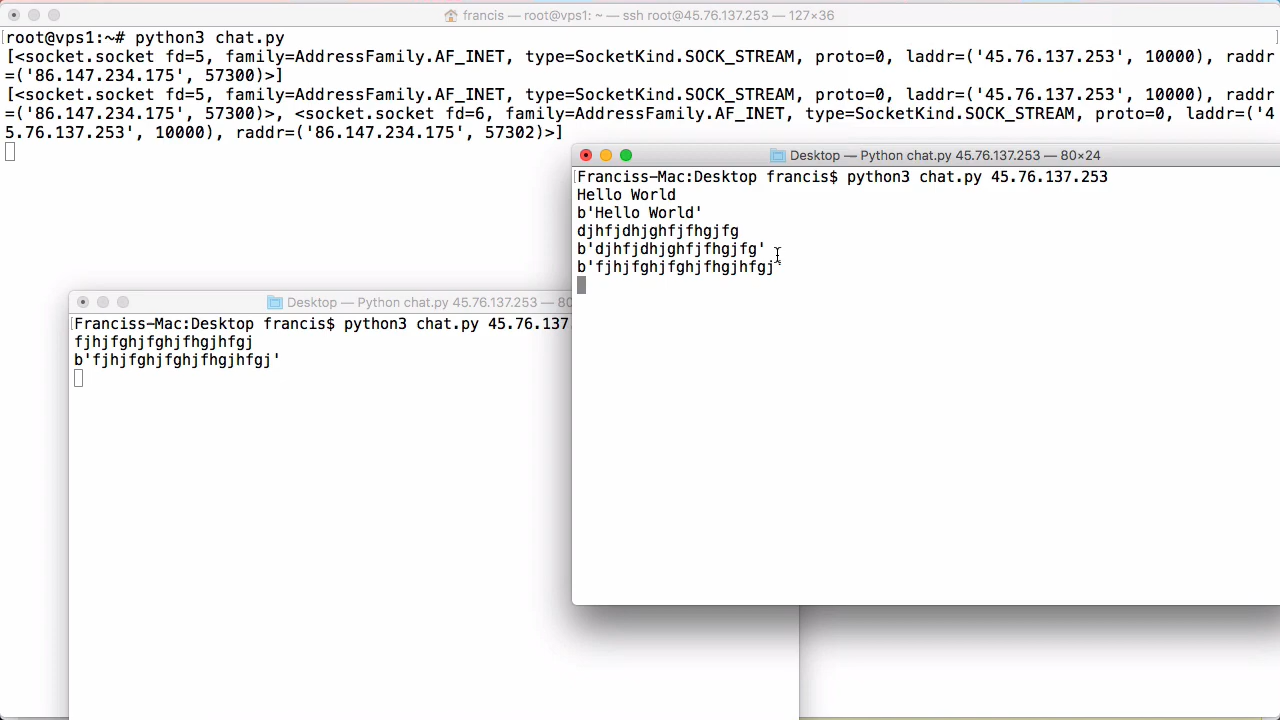 francis — root@vps1: ~ — ssh root@45.76.137.253 — 127×36
[root@vps1:~# python3 chat.py ]
[<socket.socket fd=5, family=AddressFamily.AF_INET, type=SocketKind.SOCK_STREAM, proto=0, laddr=('45.76.137.253', 10000), raddr
=('86.147.234.175', 57300)>]
[<socket.socket fd=5, family=AddressFamily.AF_INET, type=SocketKind.SOCK_STREAM, proto=0, laddr=('45.76.137.253', 10000), raddr
=('86.147.234.175', 57300)>, <socket.socket fd=6, family=AddressFamily.AF_INET, type=SocketKind.SOCK_STREAM, proto=0, laddr=('4
5.76.137.253', 10000), raddr=('86.147.234.175', 57302)>]
Desktop — Python chat.py 45.76.137.253 — 80×24
[Franciss-Mac:Desktop francis$ python3 chat.py 45.76.137.253
Hello World
b'Hello World'
djhfjdhjghfjfhgjfg
b'djhfjdhjghfjfhgjfg'
b'fjhjfghjfghjfhgjhfgj'
Desktop — Python chat.py 45.76.137.253 — 80
[Franciss-Mac:Desktop francis$ python3 chat.py 45.76.137
fjhjfghjfghjfhgjhfgj
b'fjhjfghjfghjfhgjhfgj'